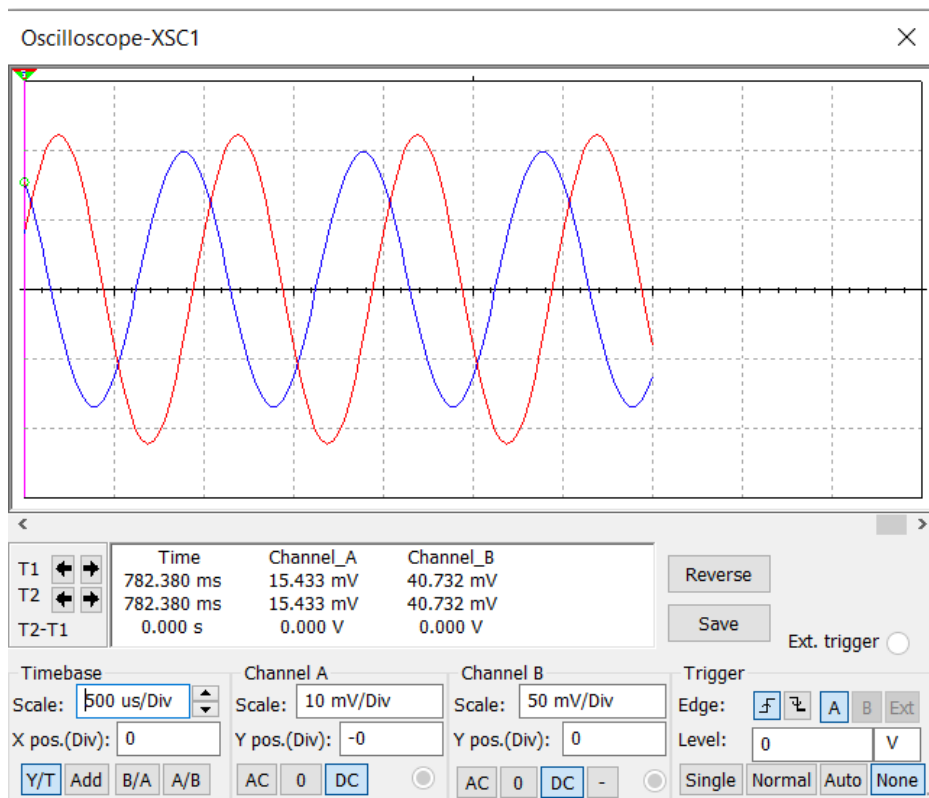 Oscilloscope-XSC1
T1
T2
T2-T1
Time Channel_A Channel_B
782.380 ms 15.433 mV 40.732 mV
782.380 ms 15.433 mV 40.732 mV
0.000 s 0.000 V 0.000 V
Reverse
Save
Ext. trigger
Timebase
Scale: 500 us/Div
X pos.(Div): 0
Y/T Add B/A A/B
Channel A
Scale: 10 mV/Div
Y pos.(Div): -0
AC 0 DC
Channel B
Scale: 50 mV/Div
Y pos.(Div): 0
AC 0 DC -
Trigger
Edge: A B Ext
Level: 0 V
Single Normal Auto None